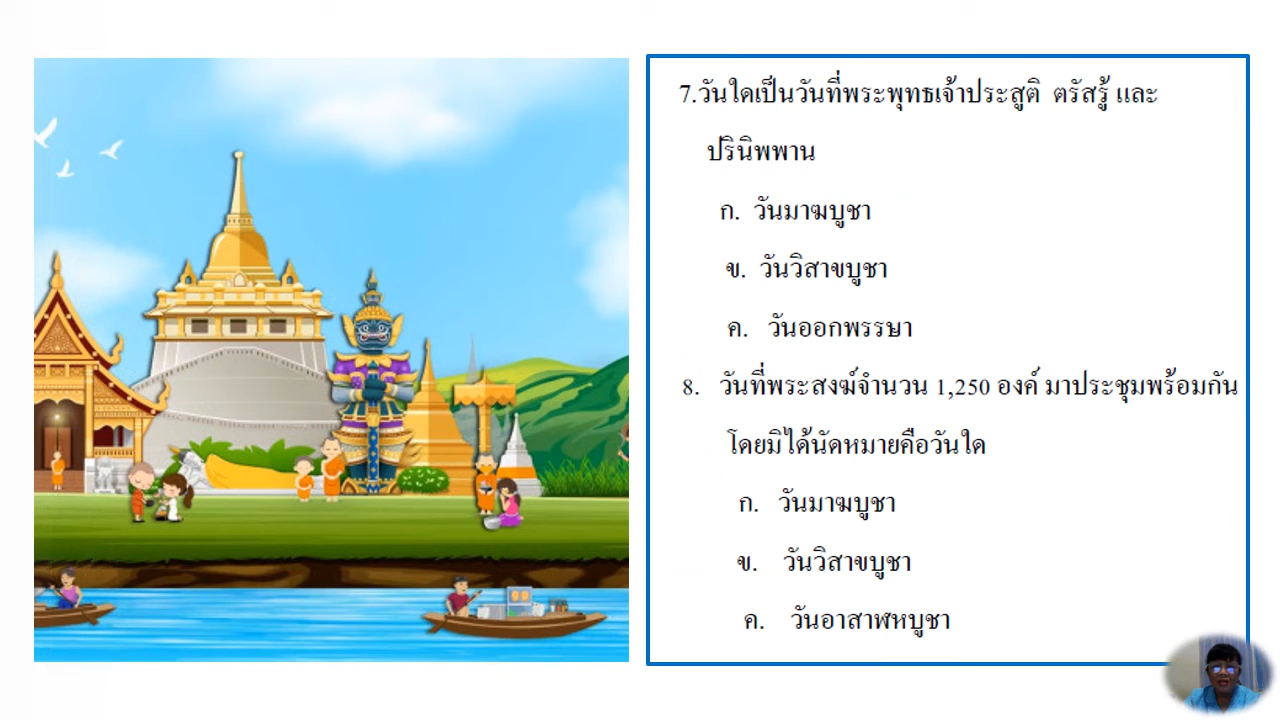 7.วันใดเป็นวันที่พระพุทธเจ้าประสูติ ตรัสรู้ และ
ปรินิพพาน
ก. วันมาฆบูชา
ข. วันวิสาขบูชา
ค. วันออกพรรษา
8. วันที่พระสงฆ์จำนวน 1,250 องค์ มาประชุมพร้อมกัน
โดยมิได้นัดหมายคือวันใด
ก. วันมาฆบูชา
ข. วันวิสาขบูชา
ค. วันอาสาฬหบูชา